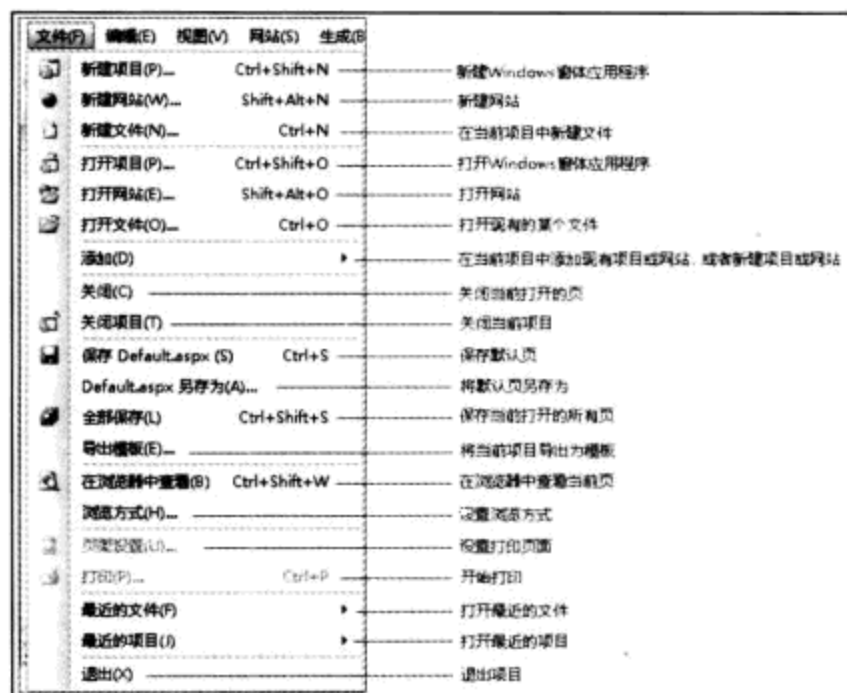 文件(F) 编辑(E) 视图(V) 网站(S) 生成(B
新建项目(P)... Ctrl+Shift+N 新建Windows窗体应用程序
新建网站(W)... Shift+Alt+N 新建网站
新建文件(N)... Ctrl+N 在当前项目中新建文件
打开项目(P)... Ctrl+Shift+O 打开Windows窗体应用程序
打开网站(E)... Shift+Alt+O 打开网站
打开文件(O)... Ctrl+O 打开现有的某个文件
添加(D) 在当前项目中添加现有项目或网站，或者新建项目或网站
关闭(C) 关闭当前打开的页
关闭项目(T) 关闭当前项目
保存 Default.aspx (S) Ctrl+S 保存默认页
Default.aspx 另存为(A)... 将默认页另存为
全部保存(L) Ctrl+Shift+S 保存当前打开的所有页
导出模板(E)... 将当前项目导出为模板
在浏览器中查看(B) Ctrl+Shift+W 在浏览器中查看当前页
浏览方式(H)... 设置浏览方式
页面设置(U)... 设置打印页面
打印(P)... Ctrl+P 开始打印
最近的文件(F) 打开最近的文件
最近的项目(J) 打开最近的项目
退出(X) 退出项目